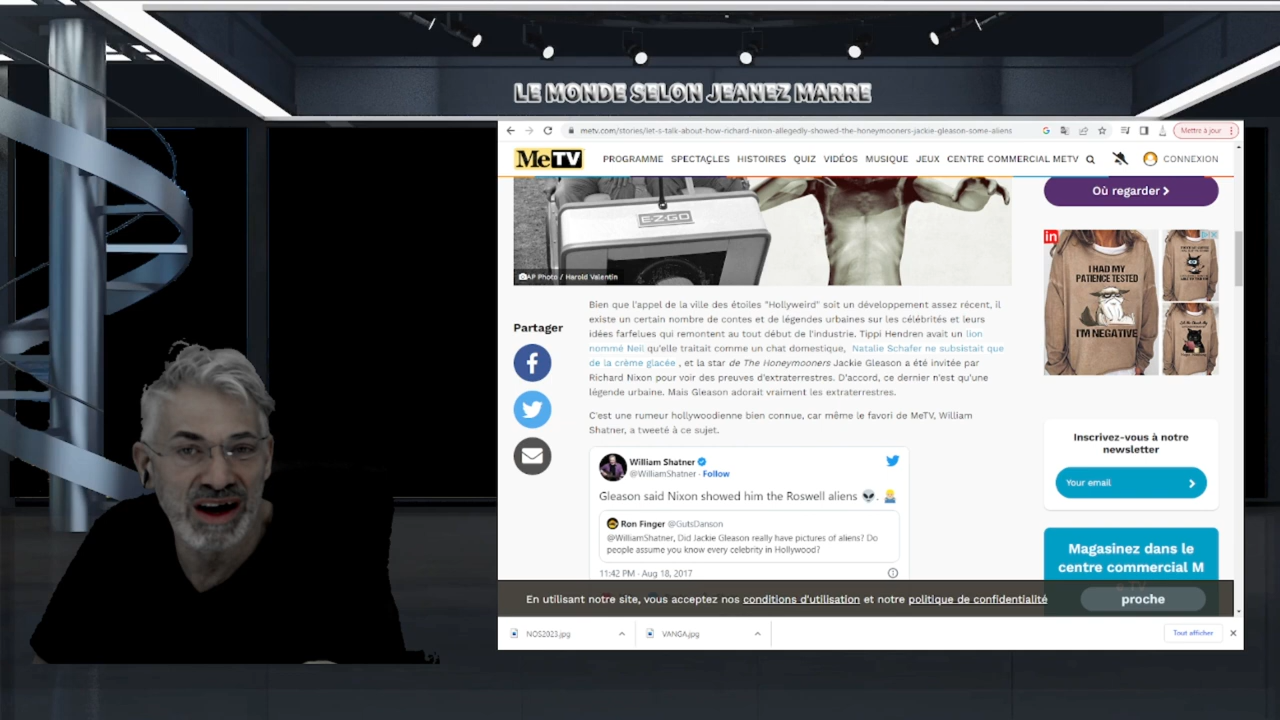 LE MONDE SELON JEANEZ MARRE
metv.com/stories/let-s-talk-about-how-richard-nixon-allegedly-showed-the-honeymooners-jackie-gleason-some-aliens
Mettre à jour
MeTV PROGRAMME SPECTAÇLES HISTOIRES QUIZ VIDÉOS MUSIQUE JEUX CENTRE COMMERCIAL METV CONNEXION
Où regarder
E-Z-GO
AP Photo / Harold Valentin
in
I HAD MY
PATIENCE TESTED
I'M NEGATIVE
Partager
Bien que l'appel de la ville des étoiles "Hollyweird" soit un développement assez récent, il
existe un certain nombre de contes et de légendes urbaines sur les célébrités et leurs
idées farfelues qui remontent au tout début de l'industrie. Tippi Hendren avait un lion
nommé Neil qu'elle traitait comme un chat domestique, Natalie Schafer ne subsistait que
de la crème glacée , et la star de The Honeymooners Jackie Gleason a été invitée par
Richard Nixon pour voir des preuves d'extraterrestres. D'accord, ce dernier n'est qu'une
légende urbaine. Mais Gleason adorait vraiment les extraterrestres.
C'est une rumeur hollywoodienne bien connue, car même le favori de MeTV, William
Shatner, a tweeté à ce sujet.
William Shatner
@WilliamShatner · Follow
Gleason said Nixon showed him the Roswell aliens 👽. 🤷
Ron Finger @GutsDanson
@WilliamShatner, Did Jackie Gleason really have pictures of aliens? Do
people assume you know every celebrity in Hollywood?
11:42 PM · Aug 18, 2017
Inscrivez-vous à notre
newsletter
Your email
Magasinez dans le
centre commercial M
En utilisant notre site, vous acceptez nos conditions d'utilisation et notre politique de confidentialité
proche
NOS2023.jpg
VANGA.jpg
Tout afficher